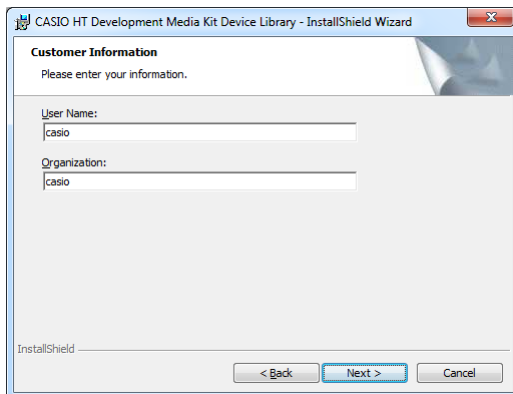 CASIO HT Development Media Kit Device Library - InstallShield Wizard
Customer Information
Please enter your information.
User Name:
casio
Organization:
casio
InstallShield
< Back Next > Cancel